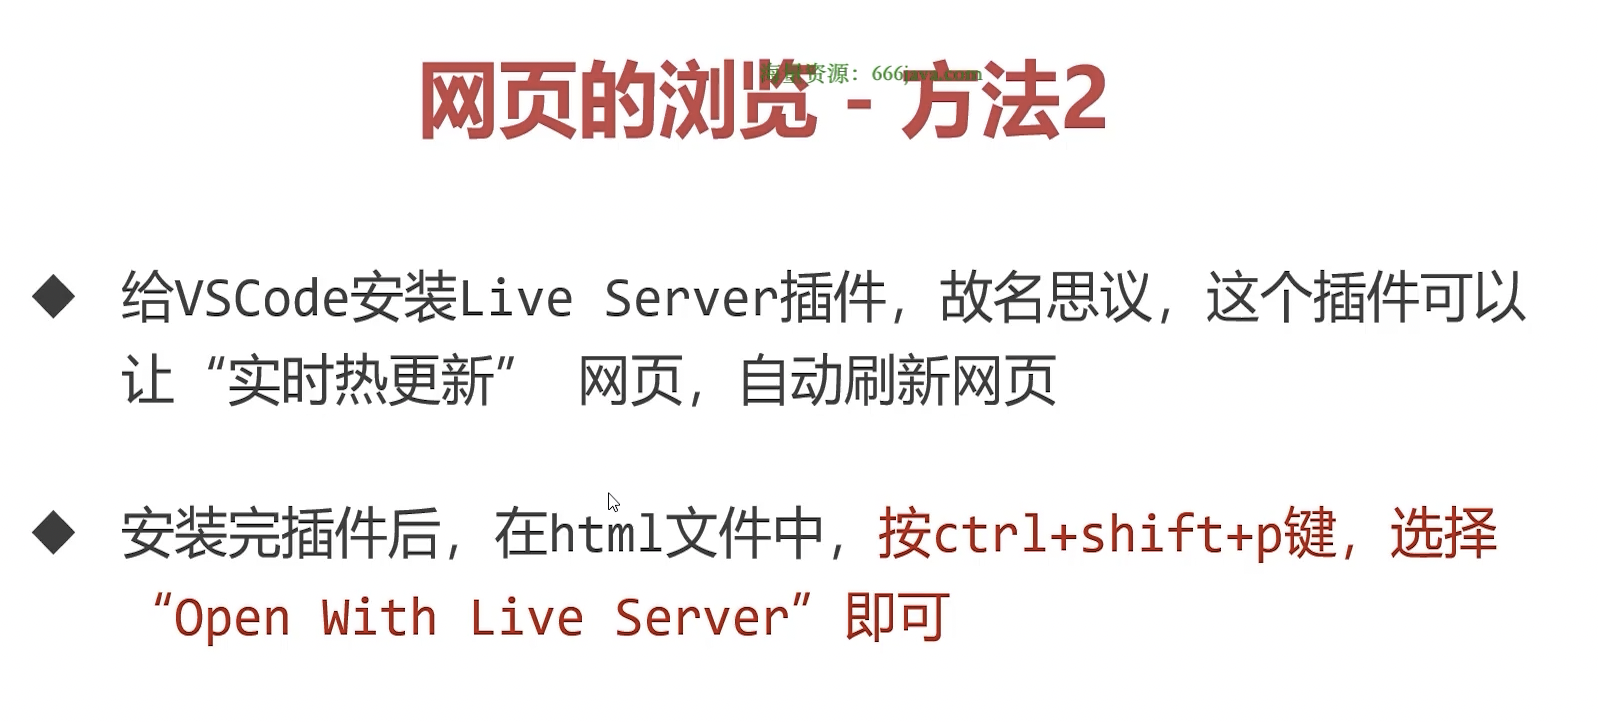 海量资源：666java.com
网页的浏览 - 方法2
给VSCode安装Live Server插件，故名思议，这个插件可以
让“实时热更新” 网页，自动刷新网页
安装完插件后，在html文件中，按ctrl+shift+p键，选择
“Open With Live Server”即可